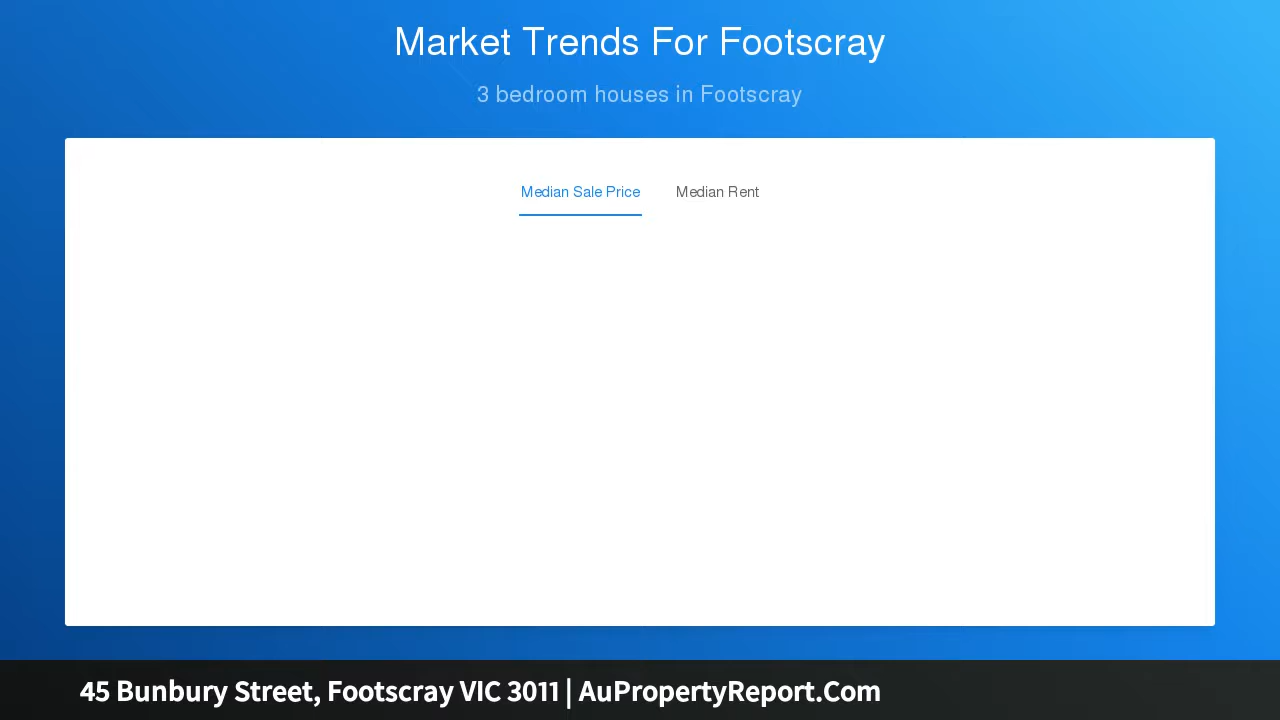 Market Trends For Footscray
3 bedroom houses in Footscray
Median Sale Price Median Rent
45 Bunbury Street, Footscray VIC 3011 | AuPropertyReport.Com